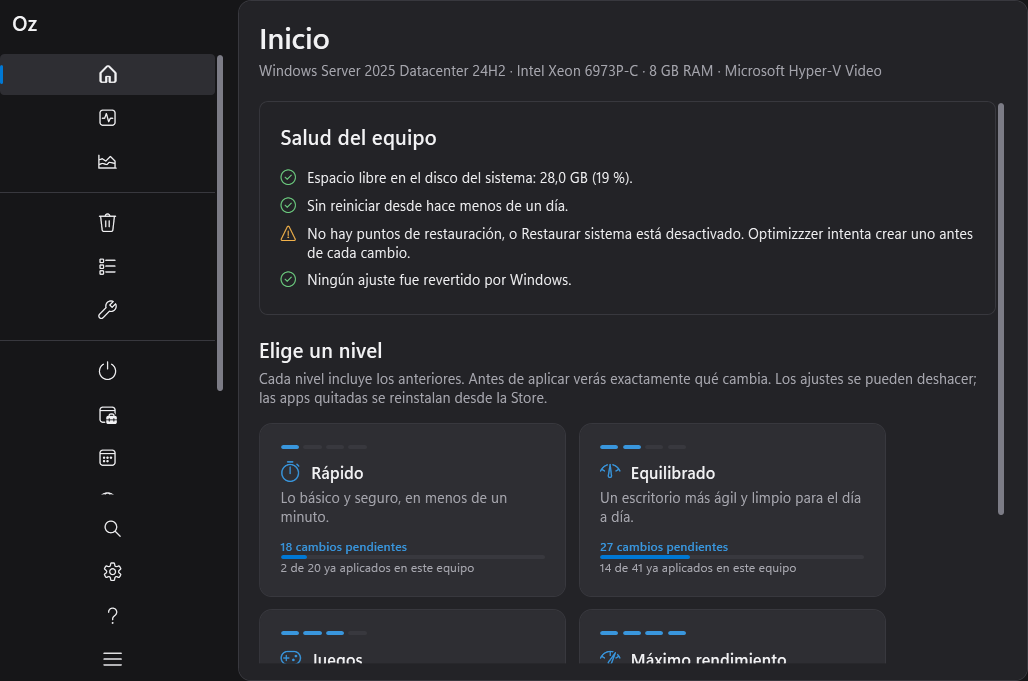 Oz
Inicio
Windows Server 2025 Datacenter 24H2 · Intel Xeon 6973P-C · 8 GB RAM · Microsoft Hyper-V Video
Salud del equipo
Espacio libre en el disco del sistema: 28,0 GB (19 %).
Sin reiniciar desde hace menos de un día.
No hay puntos de restauración, o Restaurar sistema está desactivado. Optimizzzer intenta crear uno antes
de cada cambio.
Ningún ajuste fue revertido por Windows.
Elige un nivel
Cada nivel incluye los anteriores. Antes de aplicar verás exactamente qué cambia. Los ajustes se pueden deshacer;
las apps quitadas se reinstalan desde la Store.
Rápido
Lo básico y seguro, en menos de un
minuto.
18 cambios pendientes
2 de 20 ya aplicados en este equipo
Equilibrado
Un escritorio más ágil y limpio para el día
a día.
27 cambios pendientes
14 de 41 ya aplicados en este equipo
Juegos
Máximo rendimiento